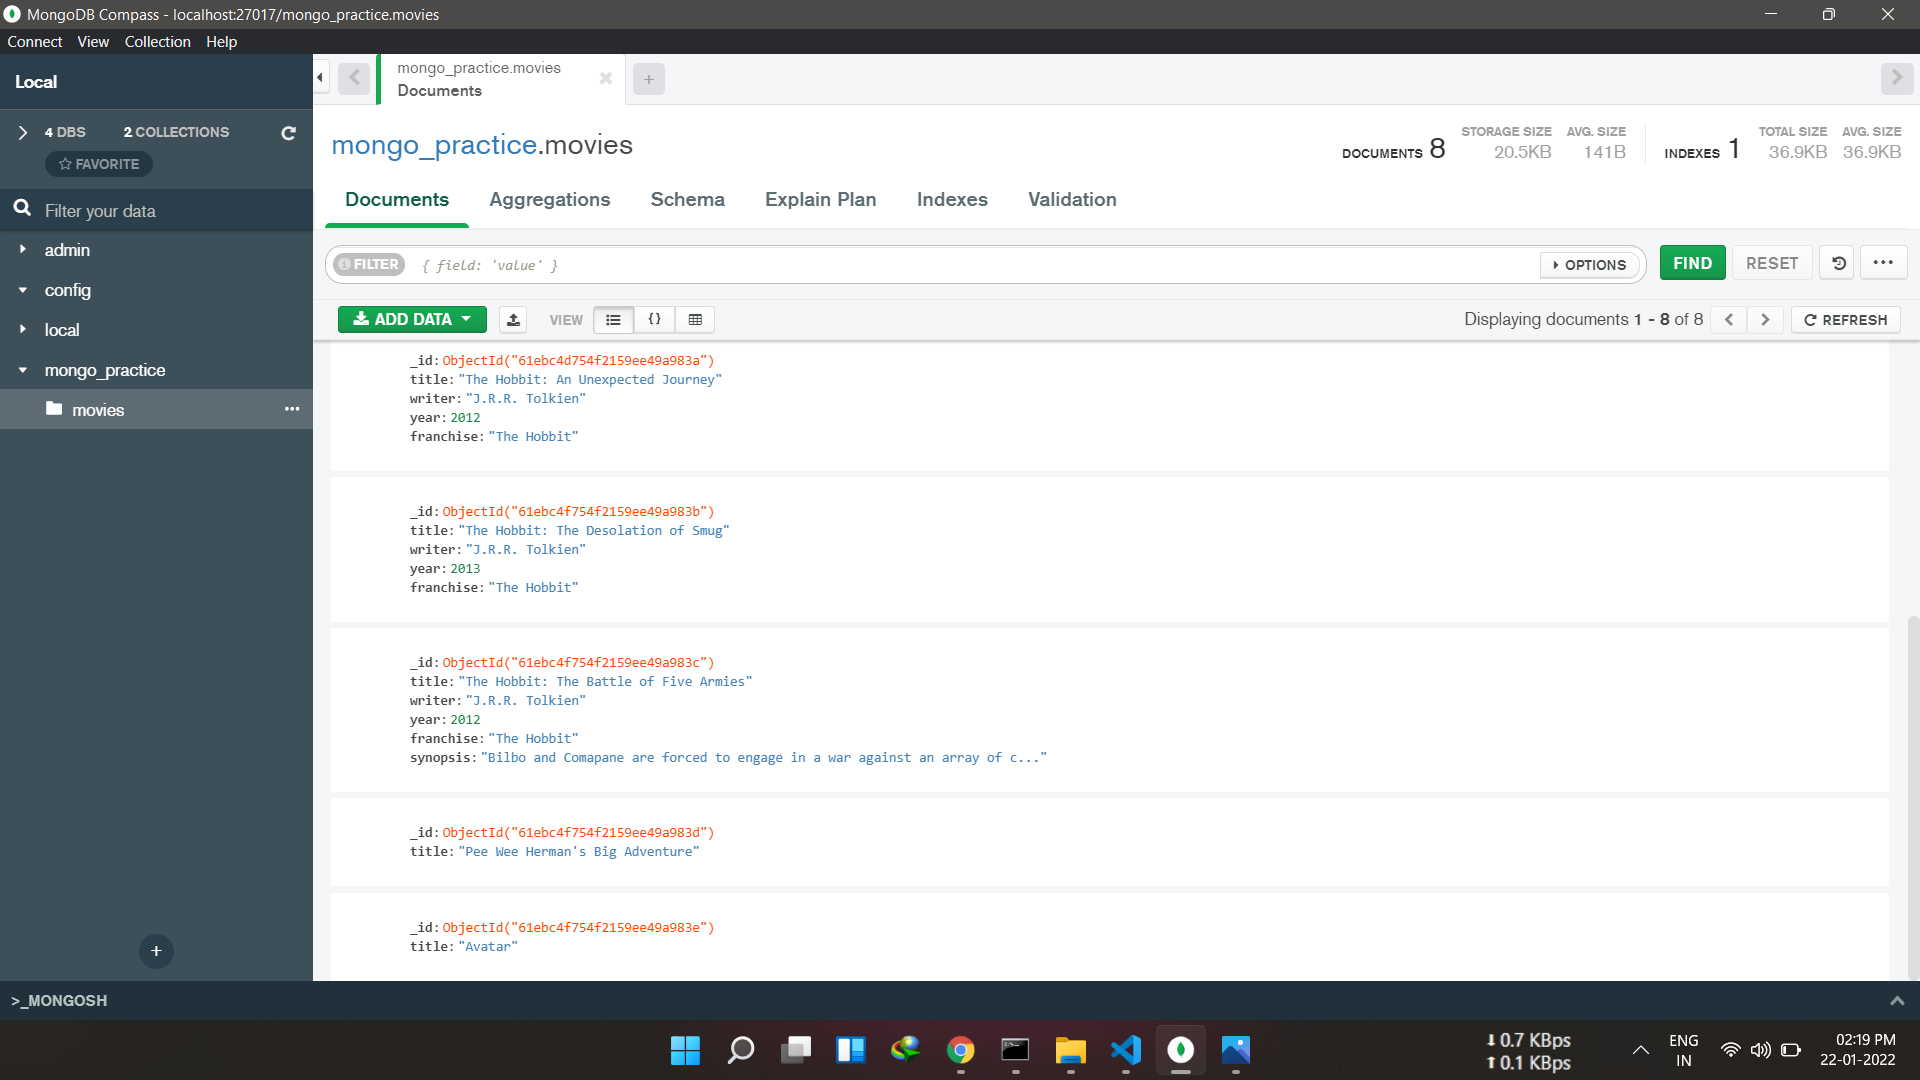 MongoDB Compass - localhost:27017/mongo_practice.movies
Connect View Collection Help
Local
4 DBS 2 COLLECTIONS
FAVORITE
Filter your data
admin
config
local
mongo_practice
movies
mongo_practice.movies
Documents
mongo_practice.movies
DOCUMENTS 8 STORAGE SIZE 20.5KB AVG. SIZE 141B INDEXES 1 TOTAL SIZE 36.9KB AVG. SIZE 36.9KB
Documents Aggregations Schema Explain Plan Indexes Validation
FILTER { field: 'value' } OPTIONS FIND RESET
ADD DATA VIEW Displaying documents 1 - 8 of 8 REFRESH
_id: ObjectId("61ebc4d754f2159ee49a983a")
title: "The Hobbit: An Unexpected Journey"
writer: "J.R.R. Tolkien"
year: 2012
franchise: "The Hobbit"
_id: ObjectId("61ebc4f754f2159ee49a983b")
title: "The Hobbit: The Desolation of Smug"
writer: "J.R.R. Tolkien"
year: 2013
franchise: "The Hobbit"
_id: ObjectId("61ebc4f754f2159ee49a983c")
title: "The Hobbit: The Battle of Five Armies"
writer: "J.R.R. Tolkien"
year: 2012
franchise: "The Hobbit"
synopsis: "Bilbo and Comapane are forced to engage in a war against an array of c..."
_id: ObjectId("61ebc4f754f2159ee49a983d")
title: "Pee Wee Herman's Big Adventure"
_id: ObjectId("61ebc4f754f2159ee49a983e")
title: "Avatar"
>_MONGOSH
0.7 KBps
0.1 KBps
ENG
IN
02:19 PM
22-01-2022